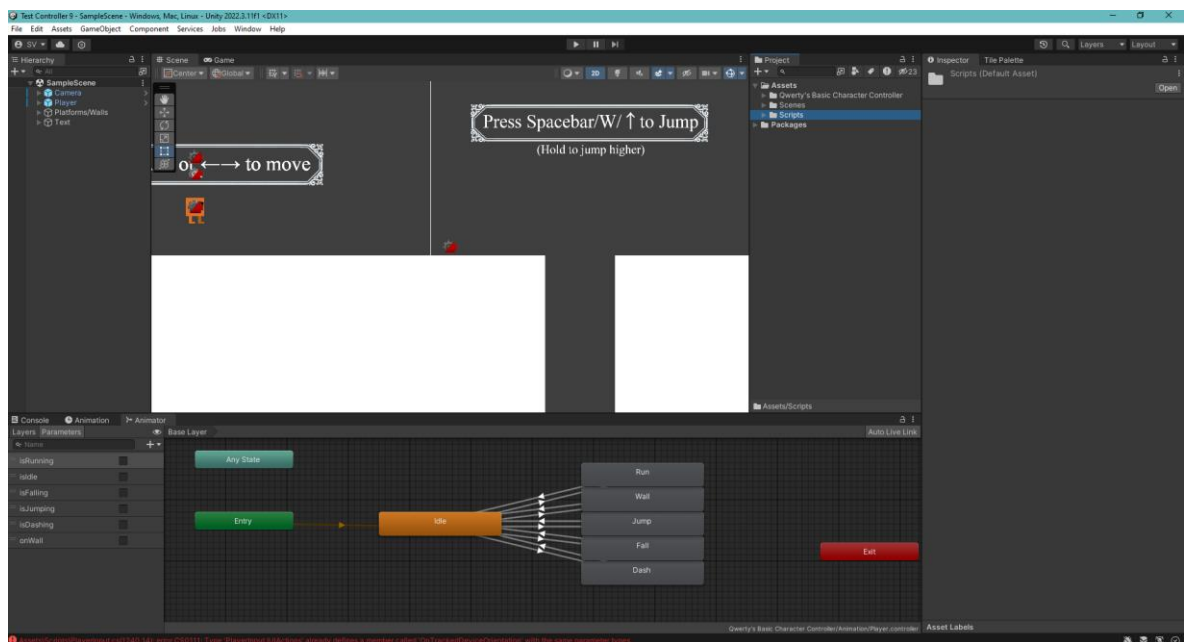 Test Controller 9 - SampleScene - Windows, Mac, Linux - Unity 2022.3.11f1 <DX11>
File Edit Assets GameObject Component Services Jobs Window Help
SV Layers Layout
Hierarchy Scene Game Project Inspector Tile Palette
All Center Global 2D 23 Scripts (Default Asset)
SampleScene Assets Open
Camera Qwerty's Basic Character Controller
Player Scenes
Platforms/Walls Scripts
Text Packages
Press Spacebar/W/ ↑ to Jump
(Hold to jump higher)
←→ to move
Assets/Scripts
Console Animation Animator
Layers Parameters Base Layer Auto Live Link
Name
isRunning Any State Run
isIdle
isFalling Wall
isJumping
isDashing Entry Idle Jump
onWall Fall Exit
Dash
Qwerty's Basic Character Controller/Animation/Player.controller Asset Labels